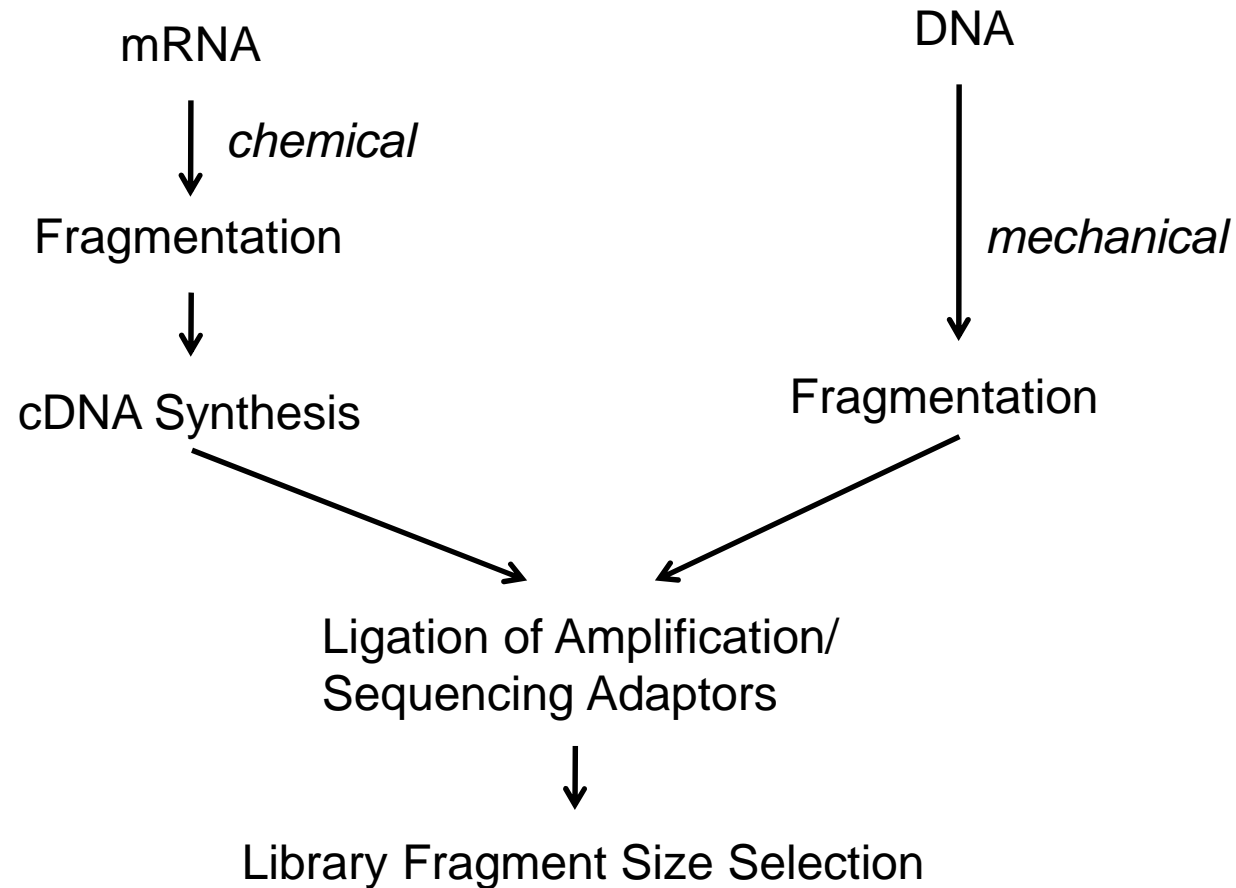 mRNA
DNA
chemical
Fragmentation
mechanical
cDNA Synthesis
Fragmentation
Ligation of Amplification/
Sequencing Adaptors
Library Fragment Size Selection